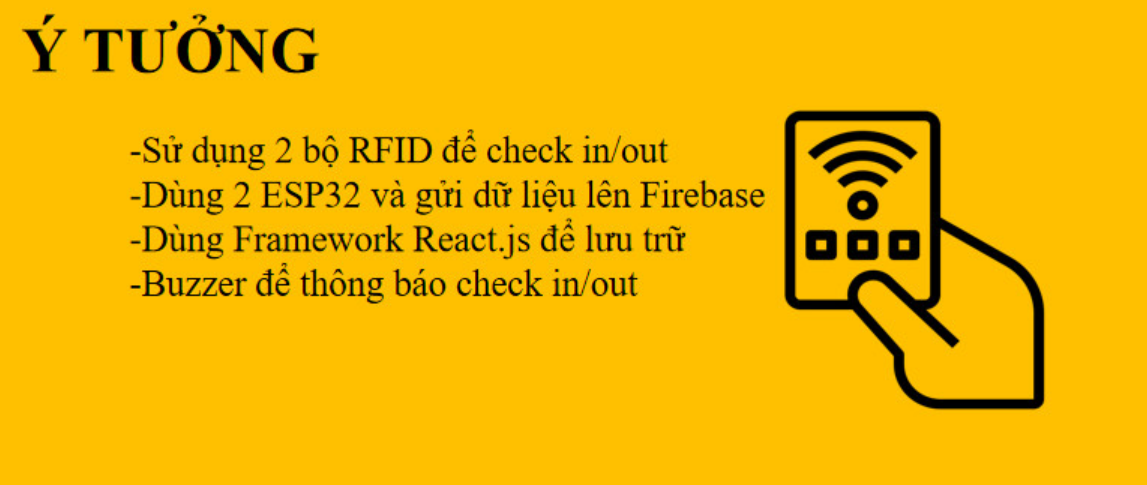 Ý TƯỞNG
-Sử dụng 2 bộ RFID để check in/out
-Dùng 2 ESP32 và gửi dữ liệu lên Firebase
-Dùng Framework React.js để lưu trữ
-Buzzer để thông báo check in/out